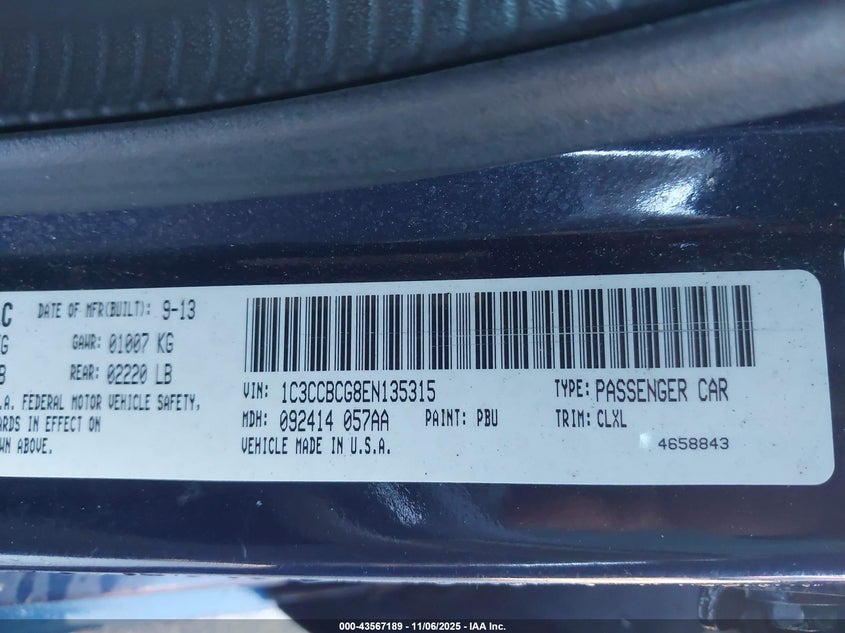 C DATE OF MFR(BUILT): 9-13
G GAWR: 01007 KG
B REAR: 02220 LB
.A. FEDERAL MOTOR VEHICLE SAFETY,
ARDS IN EFFECT ON
WN ABOVE.
VIN: 1C3CCBCG8EN135315 TYPE: PASSENGER CAR
MDH: 092414 057AA PAINT: PBU TRIM: CLXL
VEHICLE MADE IN U.S.A. 4658843
000-43567189 - 11/06/2025 - IAA Inc.